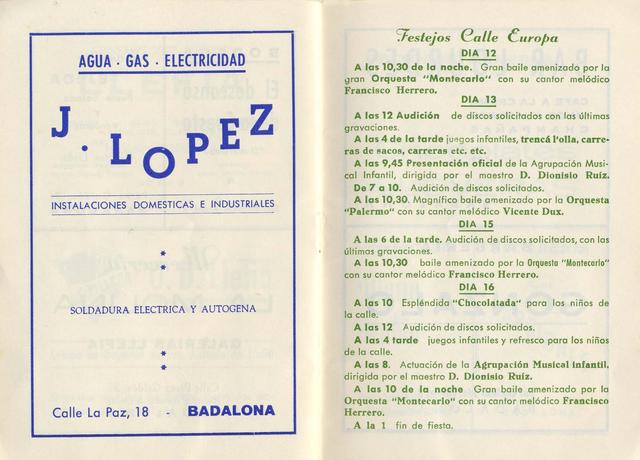 AGUA · GAS · ELECTRICIDAD
J. LOPEZ
INSTALACIONES DOMESTICAS E INDUSTRIALES
*
*
SOLDADURA ELECTRICA Y AUTOGENA
*
*
Calle La Paz, 18 - BADALONA
Festejos Calle Europa
DIA 12
A las 10,30 de la noche. Gran baile amenizado por la
gran Orquesta "Montecarlo" con su cantor melódico
Francisco Herrero.
DIA 13
A las 12 Audición de discos solicitados con las últimas
gravaciones.
A las 4 de la tarde juegos infantiles, trencá l'olla, carre-
ras de sacos, carreras etc. etc.
A las 9,45 Presentación oficial de la Agrupación Musi-
cal Infantil, dirigida por el maestro D. Dionisio Ruíz.
De 7 a 10. Audición de discos solicitados.
A las 10,30. Magnífico baile amenizado por la Orquesta
"Palermo" con su cantor melódico Vicente Dux.
DIA 15
A las 6 de la tarde. Audición de discos solicitados, con las
últimas gravaciones.
A las 10,30 baile amenizado por la Orquesta "Montecarlo"
con su cantor melódico Francisco Herrero.
DIA 16
A las 10 Espléndida "Chocolatada" para los niños de
la calle.
A las 12 Audición de discos solicitados.
A las 4 tarde juegos infantiles y refresco para los niños
de la calle.
A las 8. Actuación de la Agrupación Musical infantil,
dirigida por el maestro D. Dionisio Ruíz.
A las 10 de la noche Gran baile amenizado por la
Orquesta "Montecarlo" con su cantor melódico Francisco
Herrero.
A la 1 fin de fiesta.